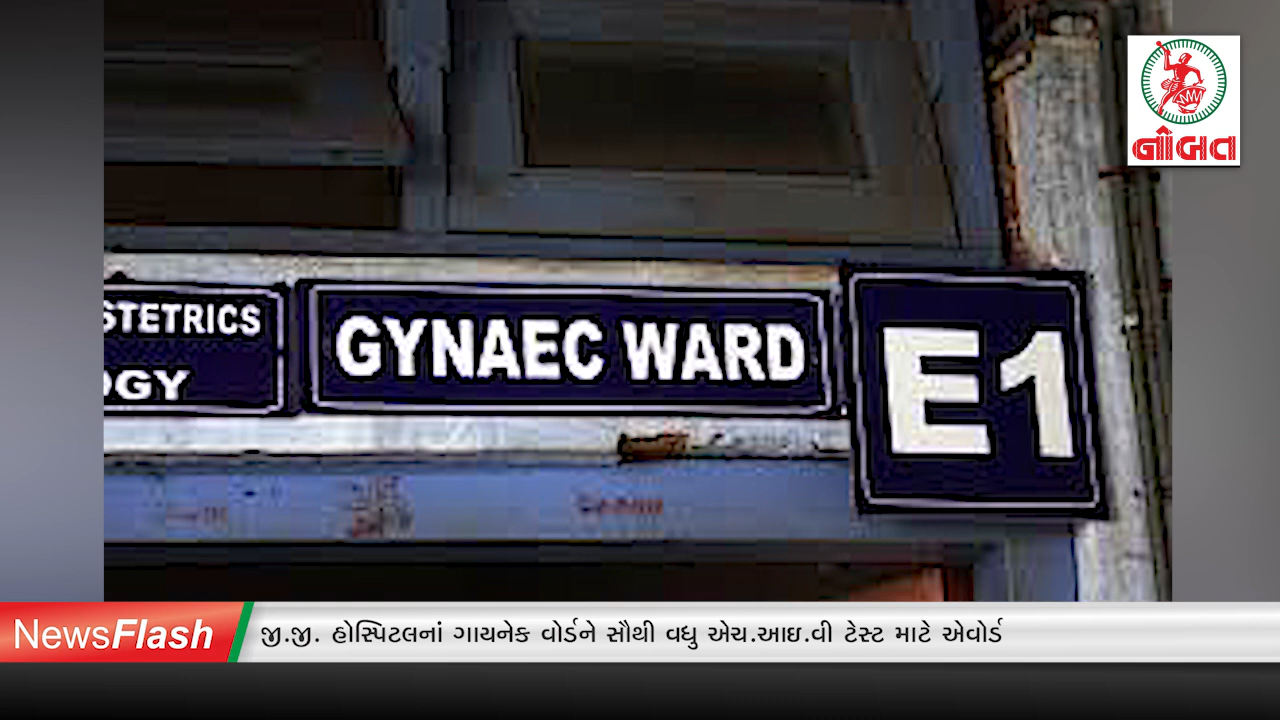 નોબત
STETRICS
OGY
GYNAEC WARD
E1
NewsFlash
જી.જી. હોસ્પિટલનાં ગાયનેક વોર્ડને સૌથી વધુ એચ.આઇ.વી ટેસ્ટ માટે એવોર્ડ